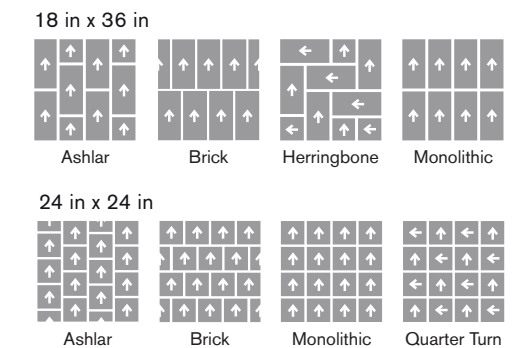 18 in x 36 in
Ashlar Brick Herringbone Monolithic
24 in x 24 in
Ashlar Brick Monolithic Quarter Turn